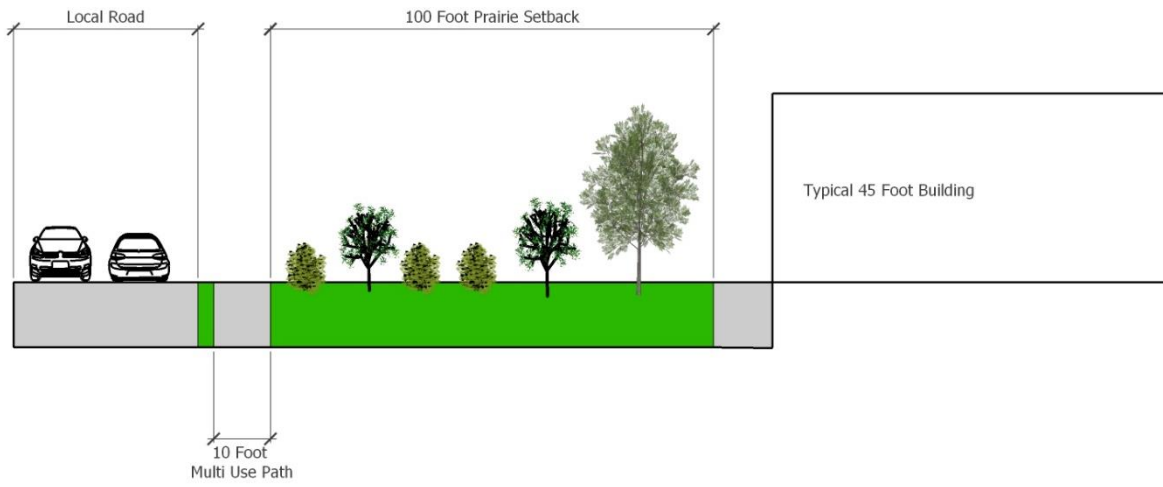 Local Road
100 Foot Prairie Setback
Typical 45 Foot Building
10 Foot
Multi Use Path